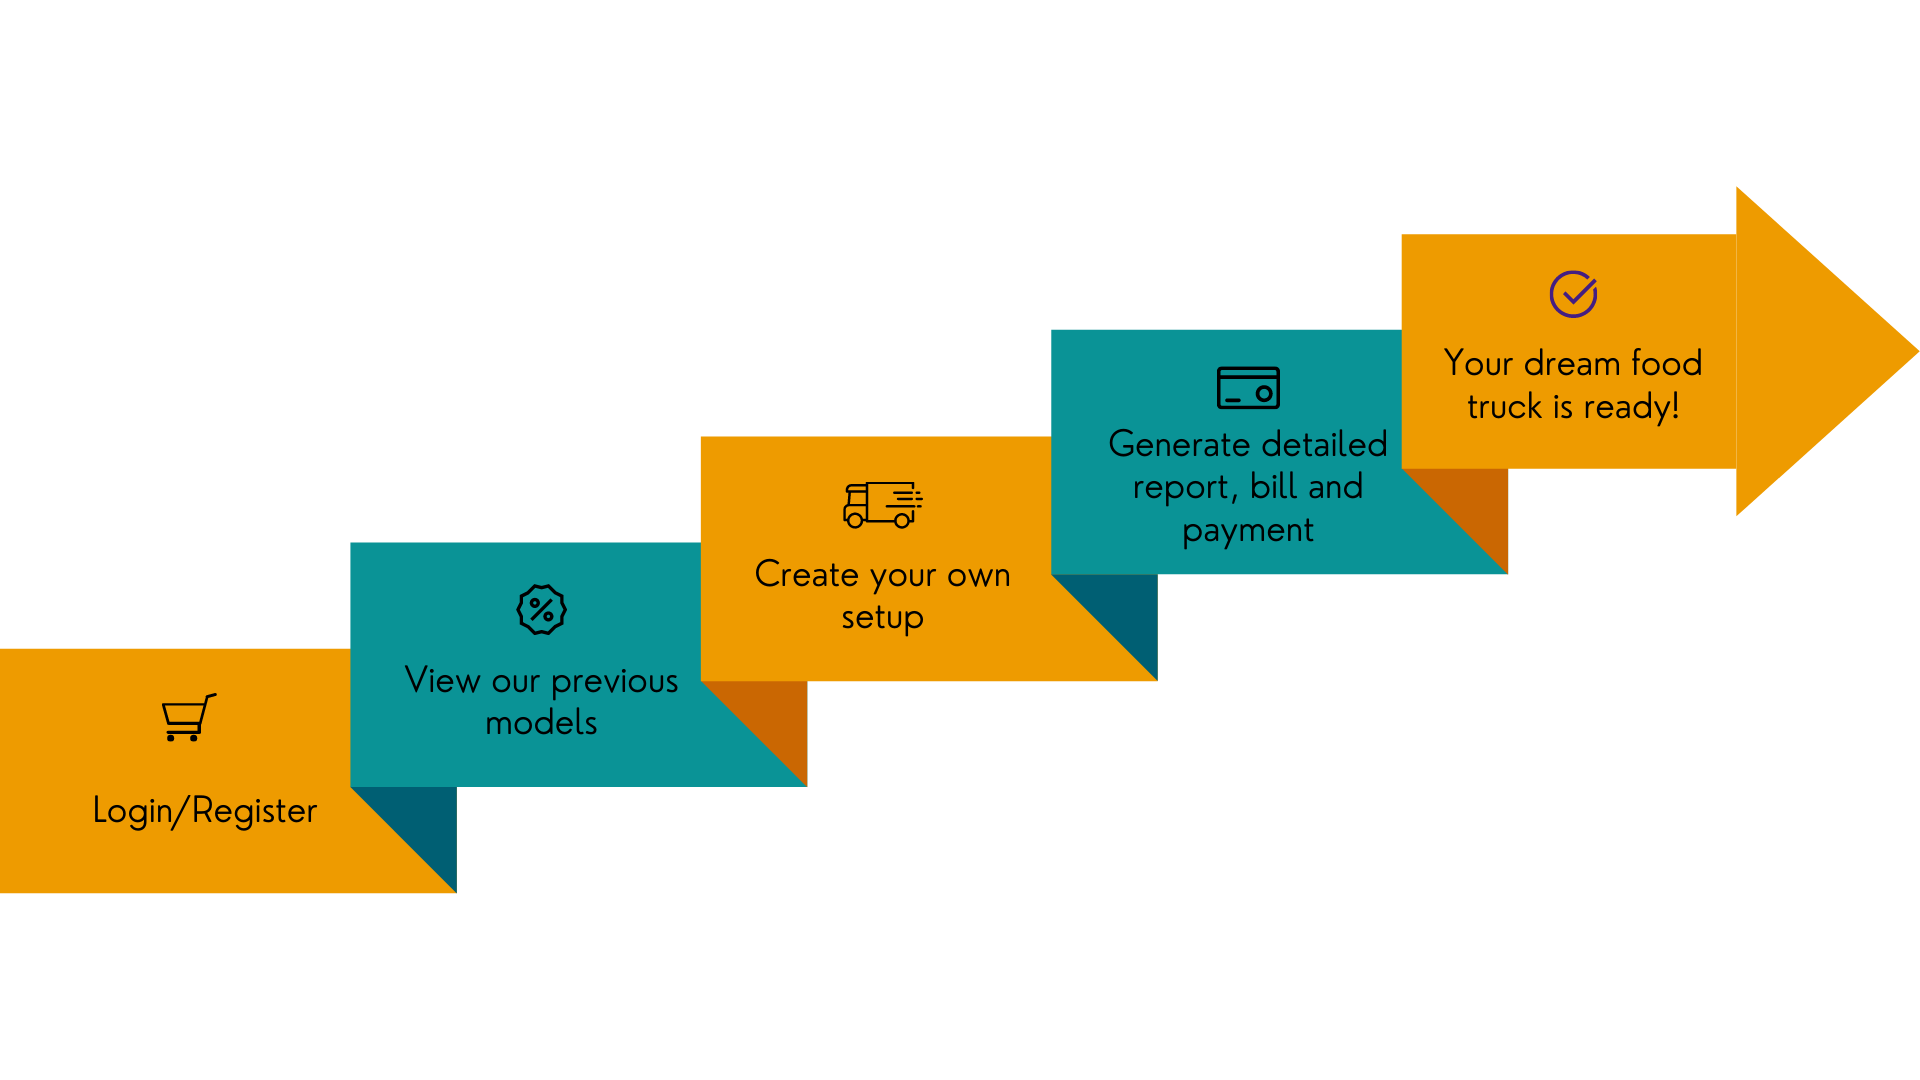 Login/Register
View our previous
models
Create your own
setup
Generate detailed
report, bill and
payment
Your dream food
truck is ready!